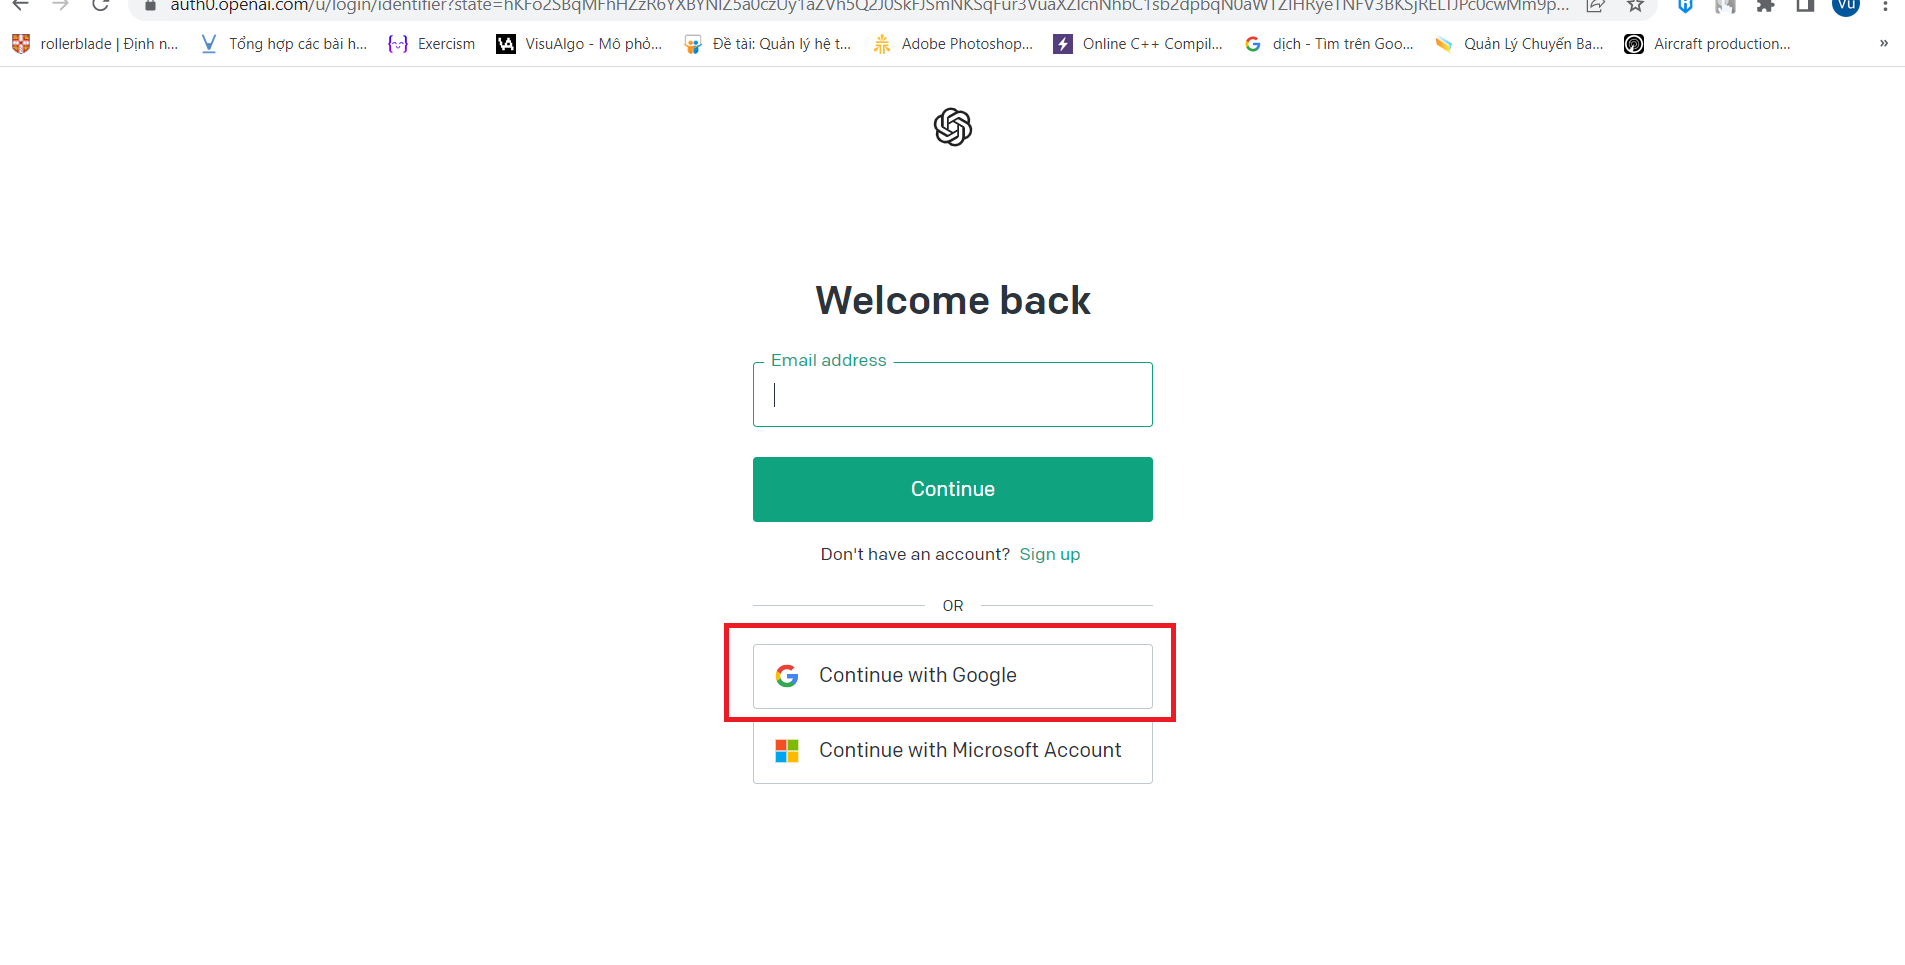 auth0.openai.com/u/login/identifier?state=
rollerblade | Định n... Tổng hợp các bài h... Exercism VisuAlgo - Mô phỏ... Đề tài: Quản lý hệ t... Adobe Photoshop... Online C++ Compil... dịch - Tìm trên Goo... Quản Lý Chuyến Ba... Aircraft production... »
Welcome back
Email address
Continue
Don't have an account? Sign up
OR
Continue with Google
Continue with Microsoft Account